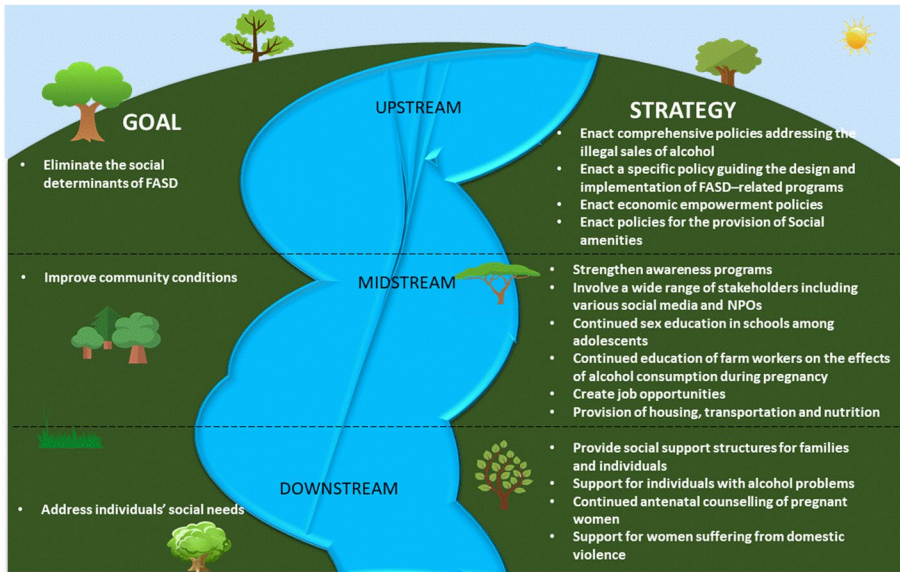 UPSTREAM
GOAL
• Eliminate the social
determinants of FASD
STRATEGY
• Enact comprehensive policies addressing the
illegal sales of alcohol
• Enact a specific policy guiding the design and
implementation of FASD–related programs
• Enact economic empowerment policies
• Enact policies for the provision of Social
amenities
MIDSTREAM
• Improve community conditions
• Strengthen awareness programs
• Involve a wide range of stakeholders including
various social media and NPOs
• Continued sex education in schools among
adolescents
• Continued education of farm workers on the effects
of alcohol consumption during pregnancy
• Create job opportunities
• Provision of housing, transportation and nutrition
DOWNSTREAM
• Address individuals' social needs
• Provide social support structures for families
and individuals
• Support for individuals with alcohol problems
• Continued antenatal counselling of pregnant
women
• Support for women suffering from domestic
violence